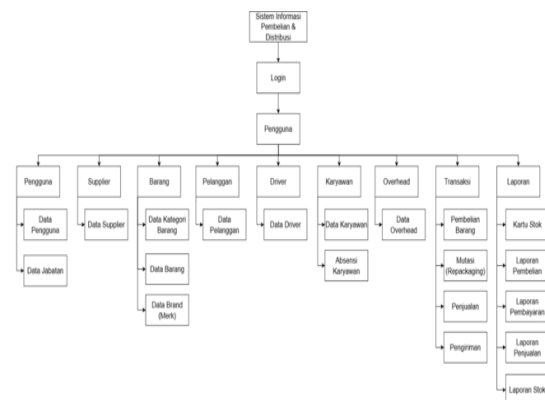 Sistem Informasi
Pembelian &
Distribusi
Login
Pengguna
Pengguna
Supplier
Barang
Pelanggan
Driver
Karyawan
Overhead
Transaksi
Laporan
Data
Pengguna
Data Jabatan
Data Supplier
Data Kategori
Barang
Data Barang
Data Brand
(Merk)
Data
Pelanggan
Data Driver
Data Karyawan
Absensi
Karyawan
Data
Overhead
Pembelian
Barang
Mutasi
(Repackaging)
Penjualan
Pengiriman
Kartu Stok
Laporan
Pembelian
Laporan
Pembayaran
Laporan
Penjualan
Laporan Stok